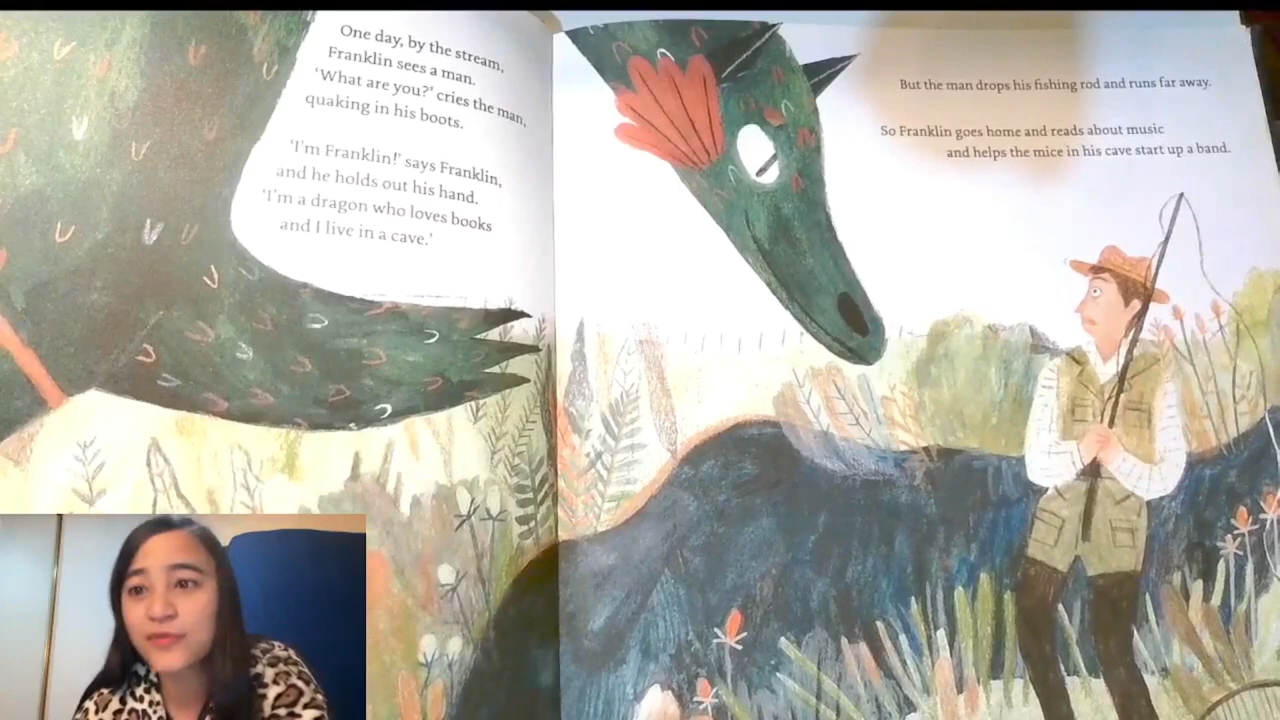 One day, by the stream,
Franklin sees a man.
'What are you?' cries the man,
quaking in his boots.
'I'm Franklin!' says Franklin,
and he holds out his hand.
'I'm a dragon who loves books
and I live in a cave.'
But the man drops his fishing rod and runs far away.
So Franklin goes home and reads about music
and helps the mice in his cave start up a band.